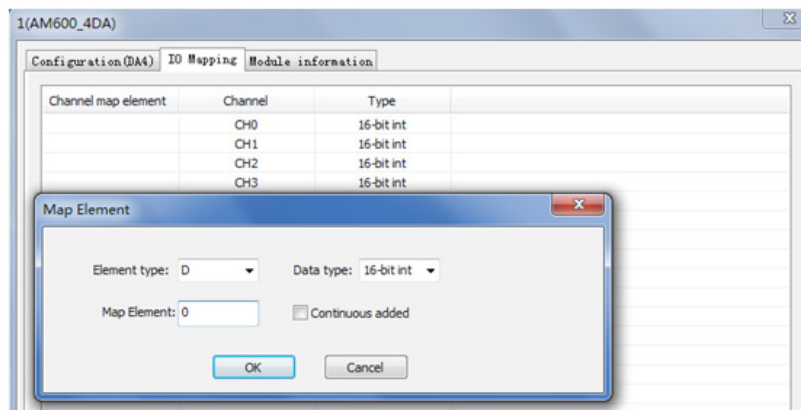 1(AM600_4DA)
Configuration(DA4) IO Mapping Module information
Channel map element Channel Type
CH0 16-bit int
CH1 16-bit int
CH2 16-bit int
CH3 16-bit int
Map Element
Element type: D Data type: 16-bit int
Map Element: 0 Continuous added
OK Cancel